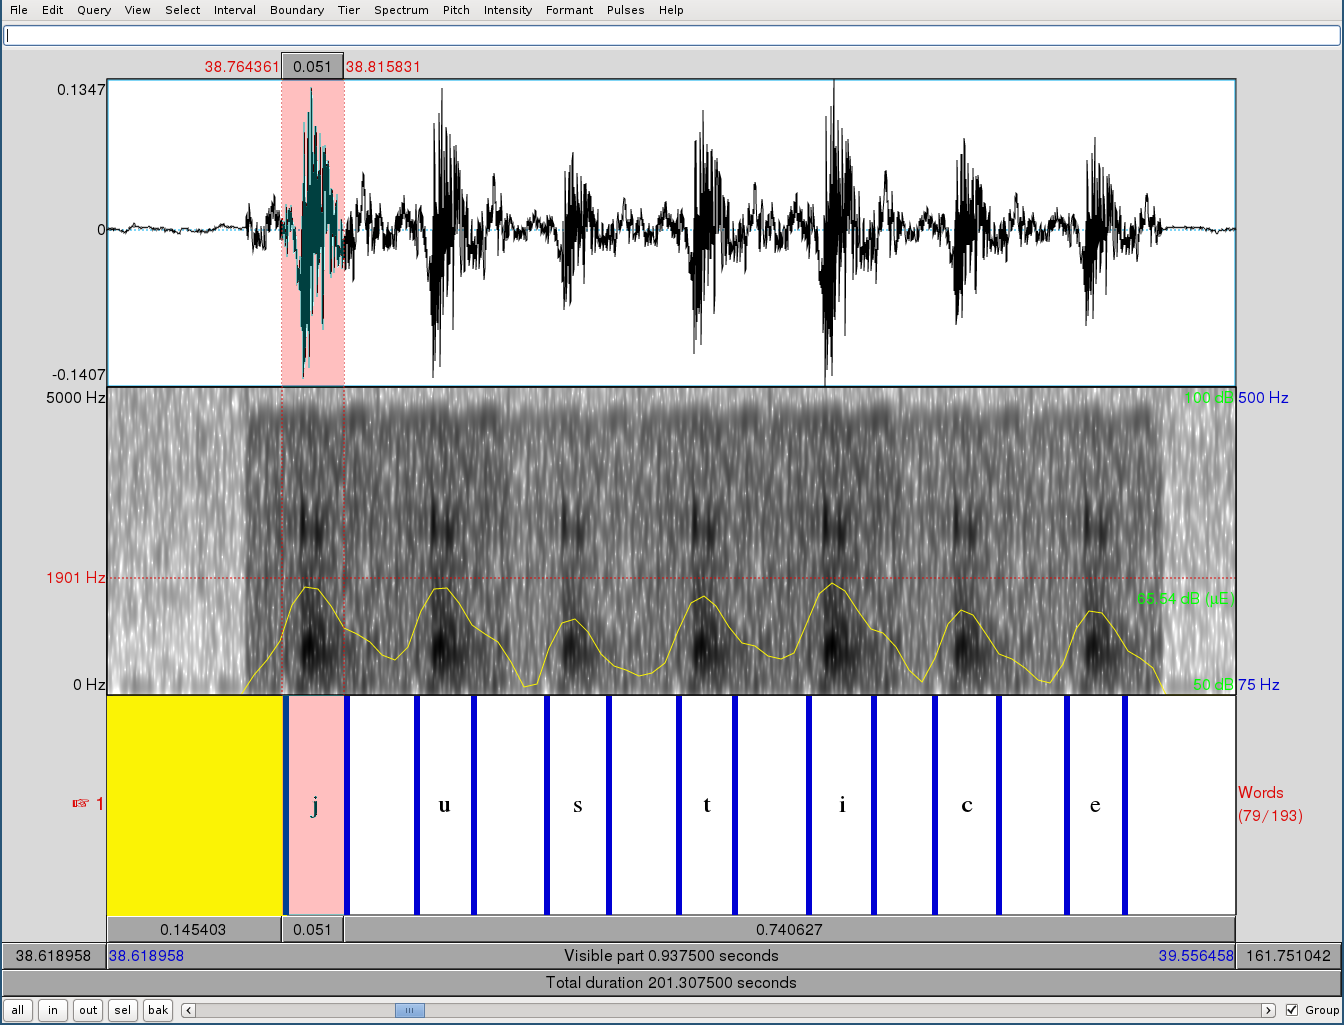 File Edit Query View Select Interval Boundary Tier Spectrum Pitch Intensity Formant Pulses Help
38.764361 0.051 38.815831
0.1347
0
-0.1407
5000 Hz 100 dB 500 Hz
1901 Hz
65.54 dB (µE)
0 Hz 50 dB 75 Hz
☞ 1 j u s t i c e Words
(79/193)
0.145403 0.051 0.740627
38.618958 38.618958 Visible part 0.937500 seconds 39.556458 161.751042
Total duration 201.307500 seconds
all in out sel bak Group